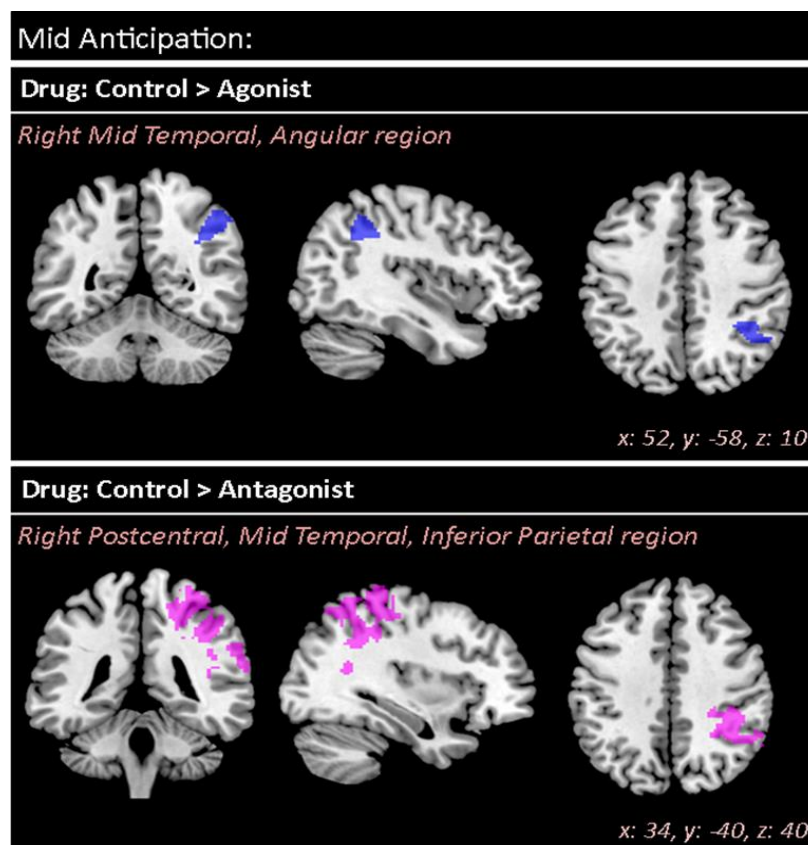 Mid Anticipation:
Drug: Control > Agonist
Right Mid Temporal, Angular region
x: 52, y: -58, z: 10
Drug: Control > Antagonist
Right Postcentral, Mid Temporal, Inferior Parietal region
x: 34, y: -40, z: 40